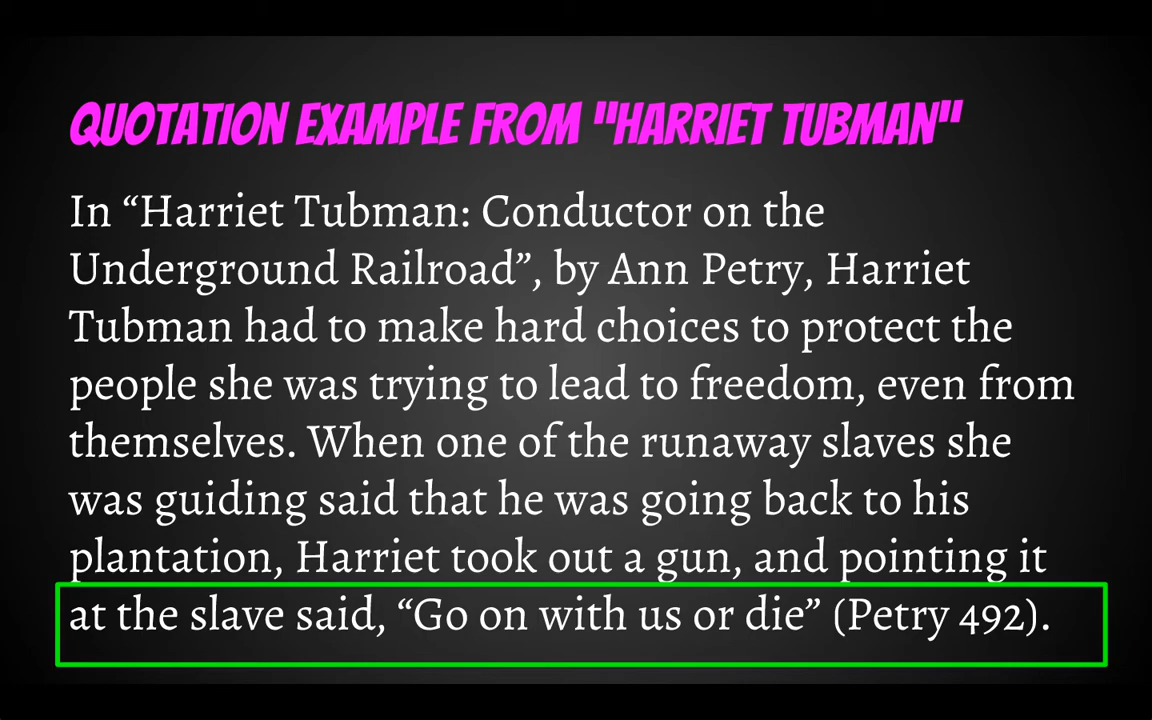 QUOTATION EXAMPLE FROM "HARRIET TUBMAN"
In “Harriet Tubman: Conductor on the
Underground Railroad”, by Ann Petry, Harriet
Tubman had to make hard choices to protect the
people she was trying to lead to freedom, even from
themselves. When one of the runaway slaves she
was guiding said that he was going back to his
plantation, Harriet took out a gun, and pointing it
at the slave said, “Go on with us or die” (Petry 492).